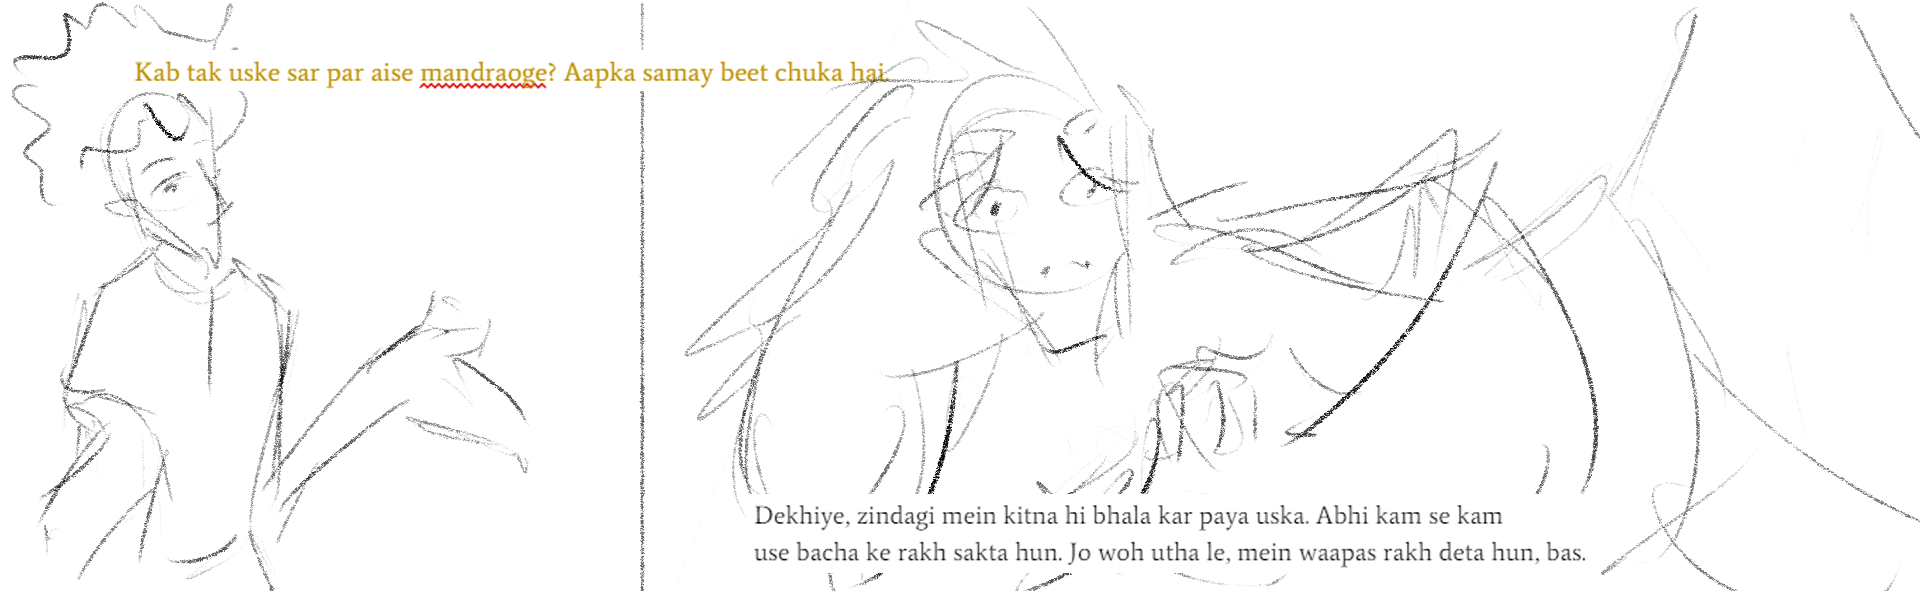 Kab tak uske sar par aise mandraoge? Aapka samay beet chuka hai.
Dekhiye, zindagi mein kitna hi bhala kar paya uska. Abhi kam se kam
use bacha ke rakh sakta hun. Jo woh utha le, mein waapas rakh deta hun, bas.